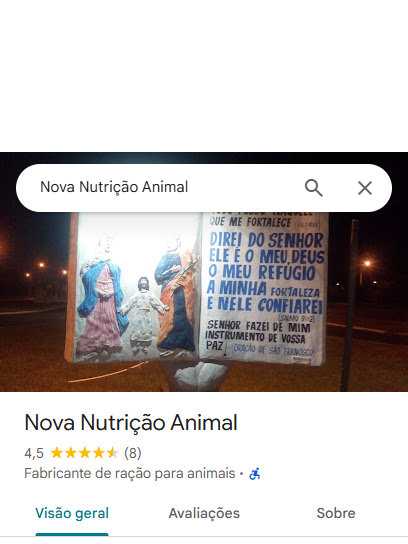 Nova Nutrição Animal
QUE ME FORTALECE
DIREI DO SENHOR
ELE É O MEU DEUS
O MEU REFÚGIO
A MINHA FORTALEZA
E NELE CONFIAREI
(SALMO 91:2)
SENHOR FAZEI DE MIM
INSTRUMENTO DE VOSSA
PAZ (ORAÇÃO DE SÃO FRANCISCO)
Nova Nutrição Animal
4,5 (8)
Fabricante de ração para animais ·
Visão geral
Avaliações
Sobre